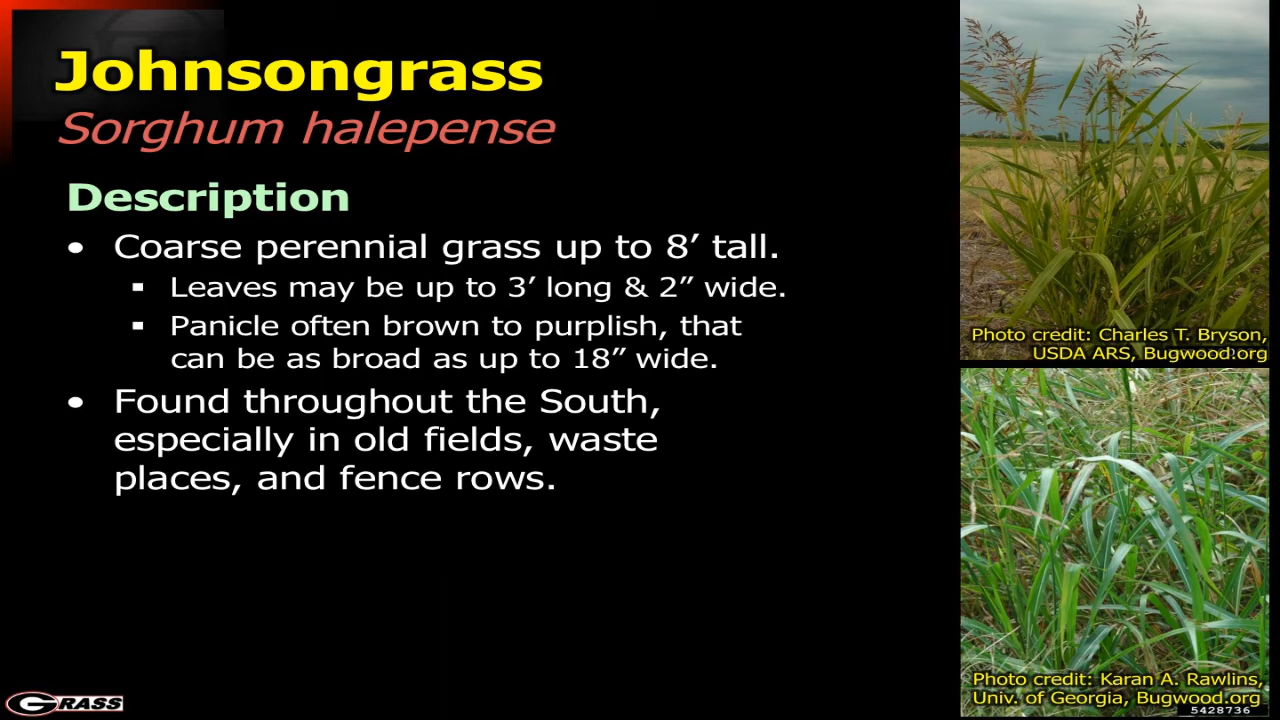 Johnsongrass
Sorghum halepense
Description
• Coarse perennial grass up to 8′ tall.
▪ Leaves may be up to 3′ long & 2″ wide.
▪ Panicle often brown to purplish, that
can be as broad as up to 18″ wide.
• Found throughout the South,
especially in old fields, waste
places, and fence rows.
Photo credit: Charles T. Bryson,
USDA ARS, Bugwood.org
Photo credit: Karan A. Rawlins,
Univ. of Georgia, Bugwood.org
5428736
GRASS